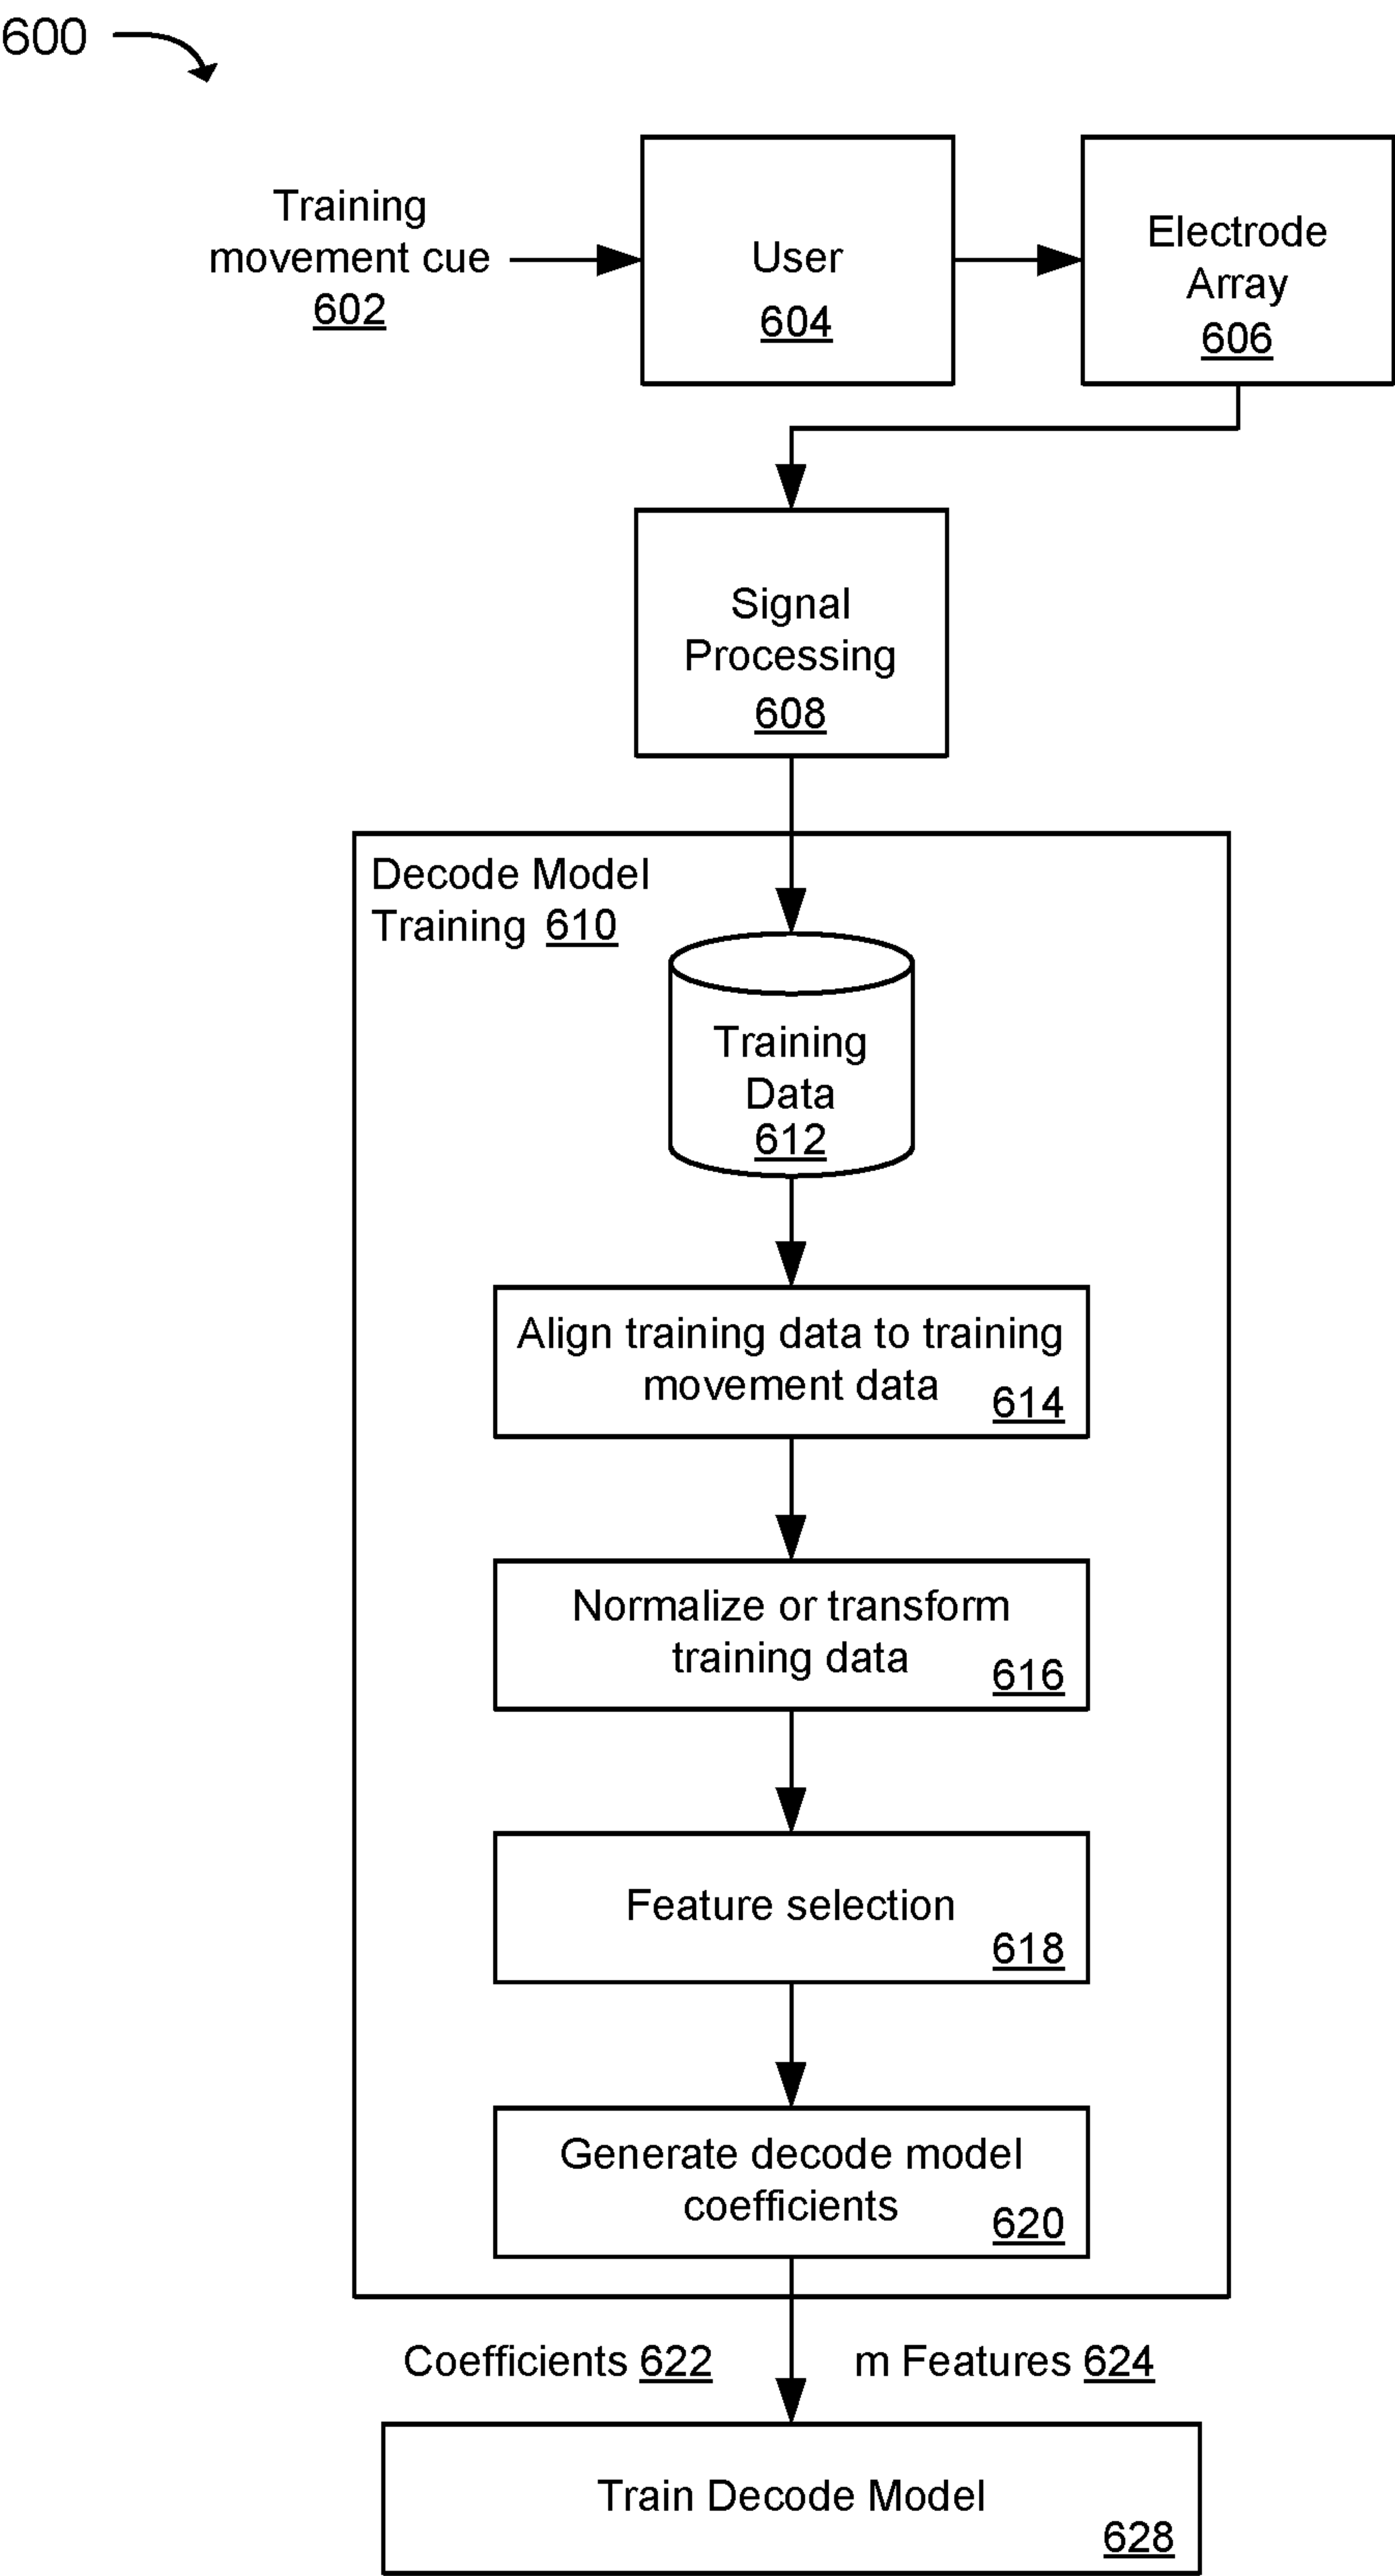 600
Training
movement cue
602
User
604
Electrode
Array
606
Signal
Processing
608
Decode Model
Training 610
Training
Data
612
Align training data to training
movement data
614
Normalize or transform
training data
616
Feature selection
618
Generate decode model
coefficients
620
Coefficients 622
m Features 624
Train Decode Model
628